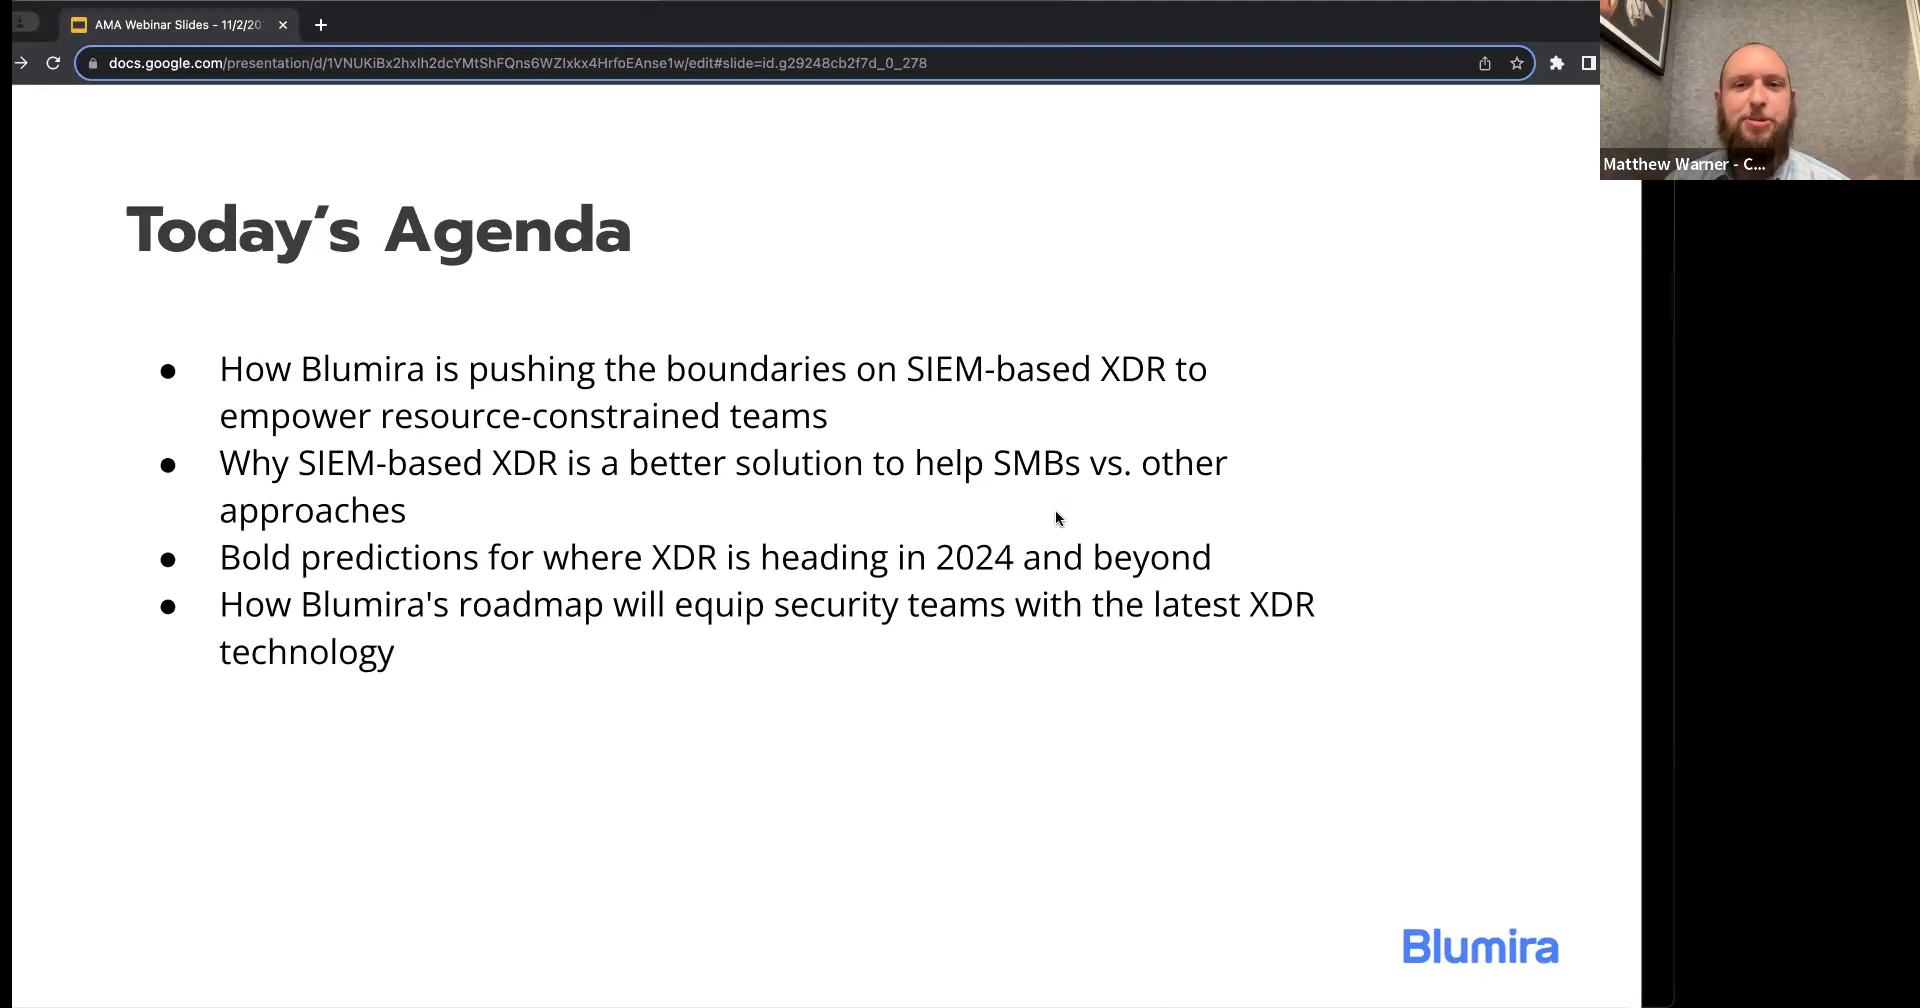 AMA Webinar Slides - 11/2/20
docs.google.com/presentation/d/1VNUKiBx2hxIh2dcYMtShFQns6WZIxkx4HrfoEAnse1w/edit#slide=id.g29248cb2f7d_0_278
Matthew Warner - C...
Today’s Agenda
● How Blumira is pushing the boundaries on SIEM-based XDR to
empower resource-constrained teams
● Why SIEM-based XDR is a better solution to help SMBs vs. other
approaches
● Bold predictions for where XDR is heading in 2024 and beyond
● How Blumira's roadmap will equip security teams with the latest XDR
technology
Blumira